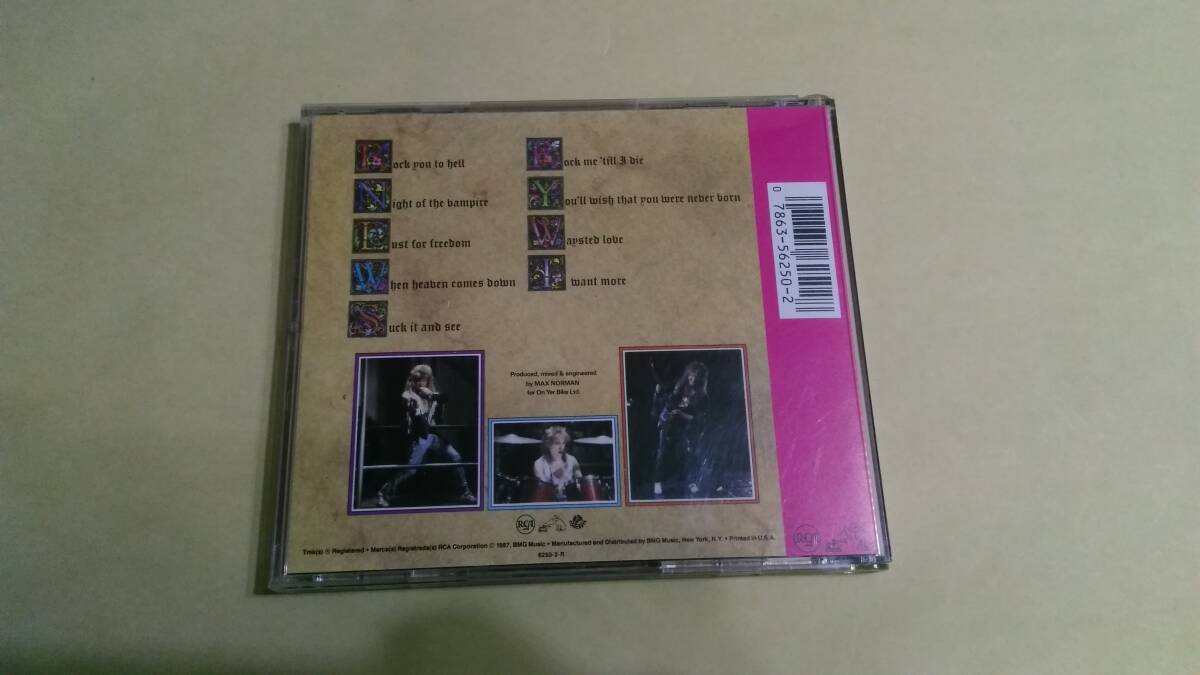 Rock you to hell
Night of the vampire
Lust for freedom
When heaven comes down
Suck it and see
Rock me 'till I die
You'll wish that you were never born
Waysted love
I want more
Produced, mixed & engineered
by MAX NORMAN
for On Yer Bike Ltd.
RCA
Tmk(s) ® Registered • Marca(s) Registrada(s) RCA Corporation © 1987, BMG Music • Manufactured and Distributed by BMG Music, New York, N.Y. • Printed in U.S.A.
6250-2-R
0 7863-56250-2
RCA